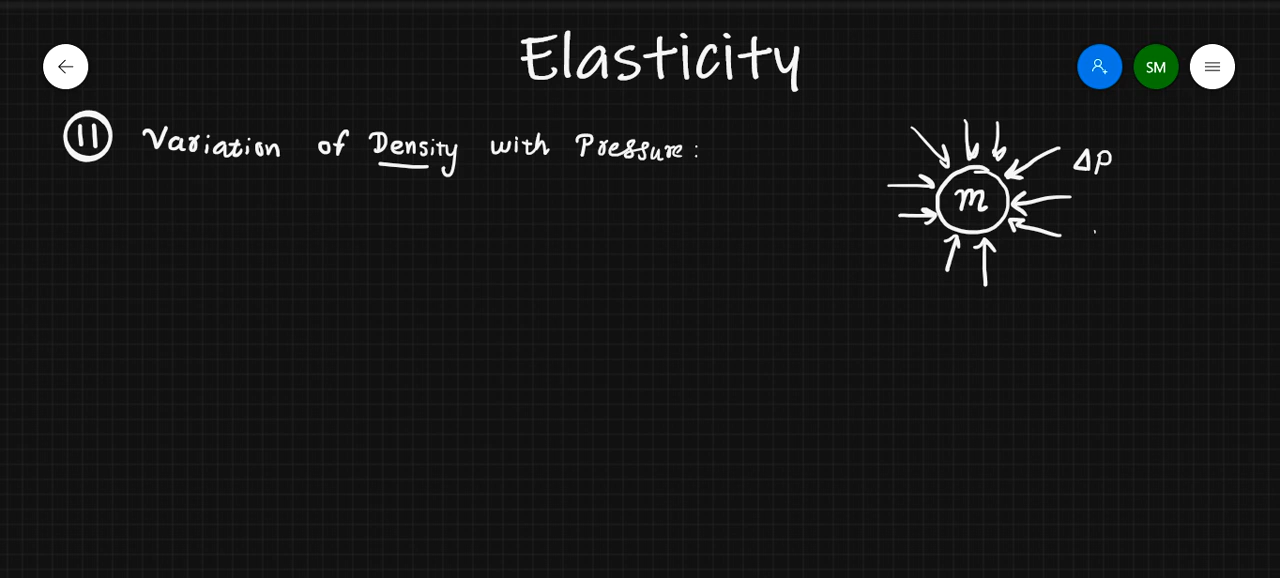 Elasticity
SM
11 Variation of Density with Pressure:
ΔP
m